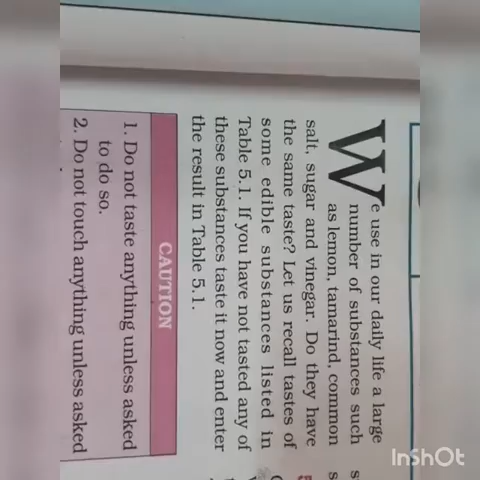 We use in our daily life a large
number of substances such
as lemon, tamarind, common
salt, sugar and vinegar. Do they have
the same taste? Let us recall tastes of
some edible substances listed in
Table 5.1. If you have not tasted any of
these substances taste it now and enter
the result in Table 5.1.
CAUTION
1. Do not taste anything unless asked
to do so.
2. Do not touch anything unless asked
InShOt